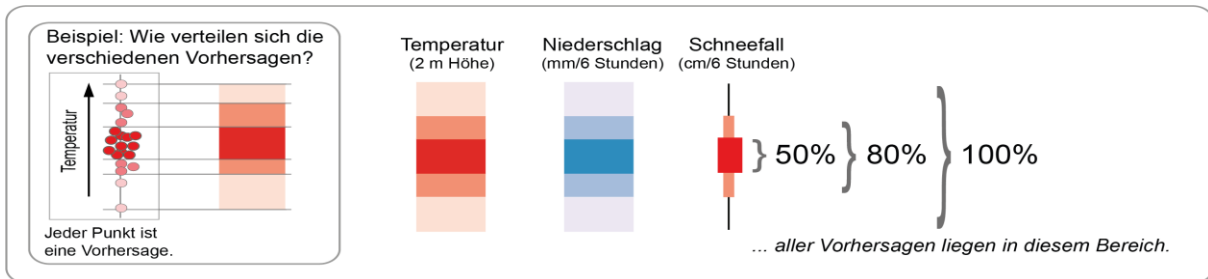 Beispiel: Wie verteilen sich die
verschiedenen Vorhersagen?
Temperatur
Jeder Punkt ist
eine Vorhersage.
Temperatur
(2 m Höhe)
Niederschlag
(mm/6 Stunden)
Schneefall
(cm/6 Stunden)
50%
80%
100%
... aller Vorhersagen liegen in diesem Bereich.